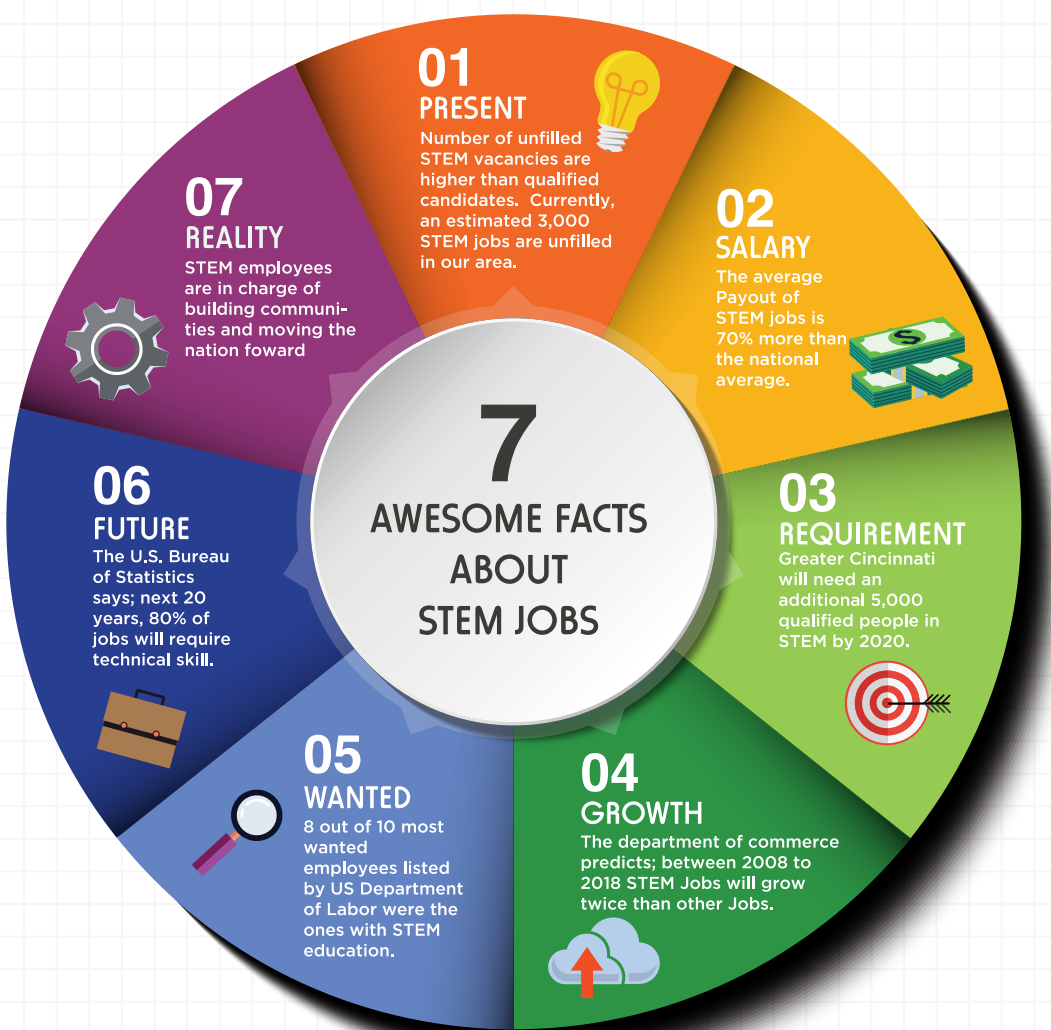 7
AWESOME FACTS
ABOUT
STEM JOBS
01
PRESENT
Number of unfilled
STEM vacancies are
higher than qualified
candidates. Currently,
an estimated 3,000
STEM jobs are unfilled
in our area.
02
SALARY
The average
Payout of
STEM jobs is
70% more than
the national
average.
03
REQUIREMENT
Greater Cincinnati
will need an
additional 5,000
qualified people in
STEM by 2020.
04
GROWTH
The department of commerce
predicts; between 2008 to
2018 STEM Jobs will grow
twice than other Jobs.
05
WANTED
8 out of 10 most
wanted
employees listed
by US Department
of Labor were the
ones with STEM
education.
06
FUTURE
The U.S. Bureau
of Statistics
says; next 20
years, 80% of
jobs will require
technical skill.
07
REALITY
STEM employees
are in charge of
building communi-
ties and moving the
nation foward
$